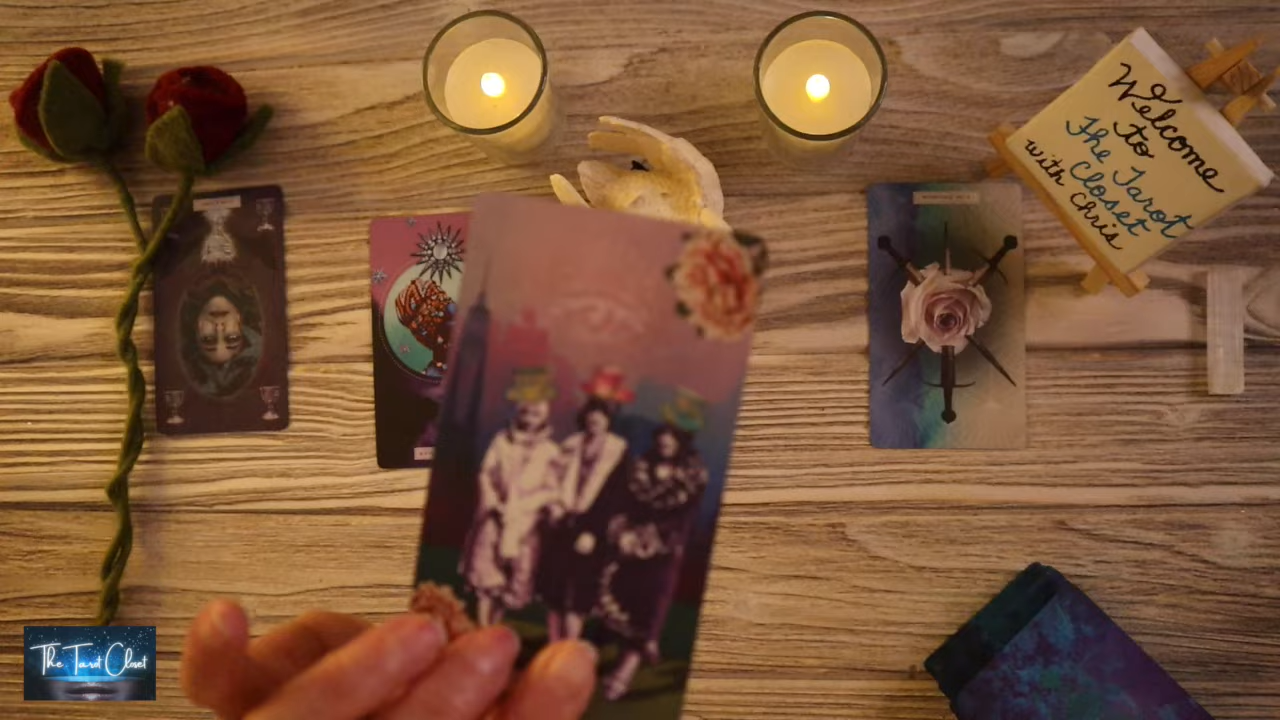 Welcome
to
The Tarot
Closet
with Chris
The Tarot Closet